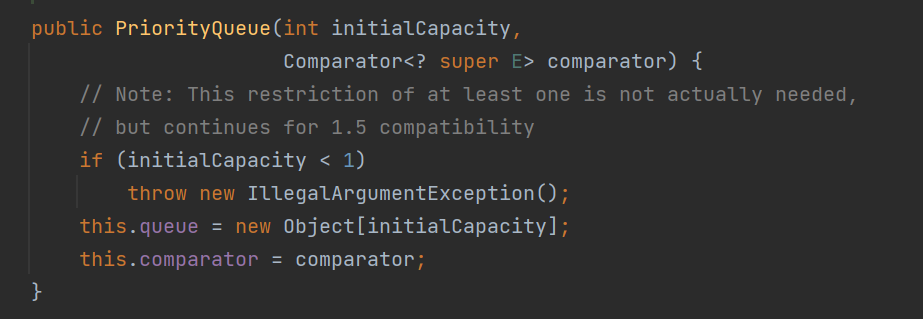 public PriorityQueue(int initialCapacity,
                     Comparator<? super E> comparator) {
    // Note: This restriction of at least one is not actually needed,
    // but continues for 1.5 compatibility
    if (initialCapacity < 1)
        throw new IllegalArgumentException();
    this.queue = new Object[initialCapacity];
    this.comparator = comparator;
}